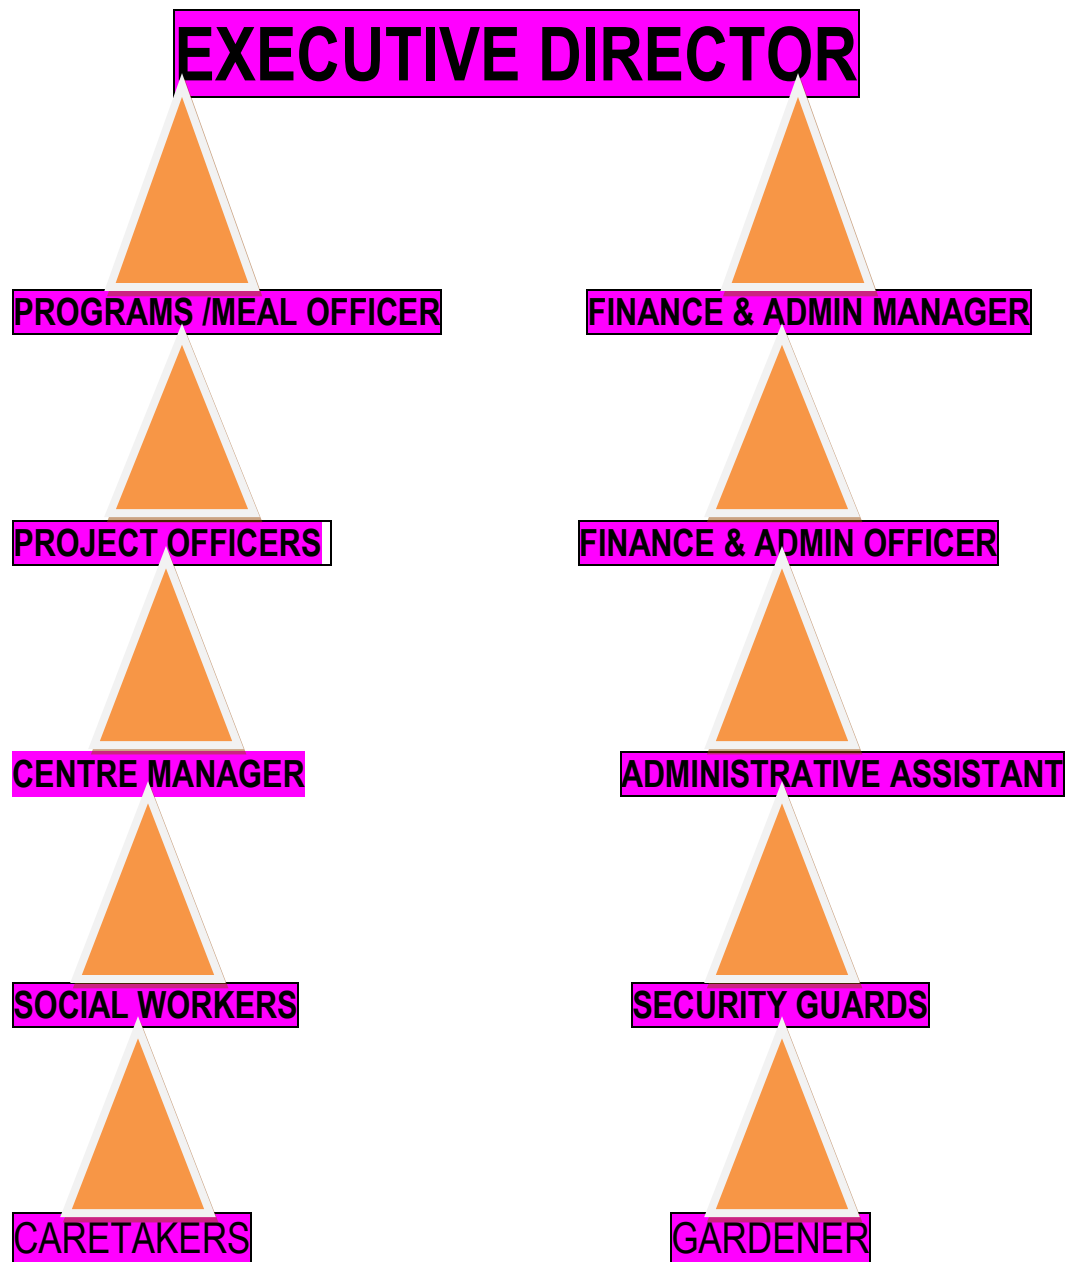 EXECUTIVE DIRECTOR
PROGRAMS /MEAL OFFICER
FINANCE & ADMIN MANAGER
PROJECT OFFICERS
FINANCE & ADMIN OFFICER
CENTRE MANAGER
ADMINISTRATIVE ASSISTANT
SOCIAL WORKERS
SECURITY GUARDS
CARETAKERS
GARDENER